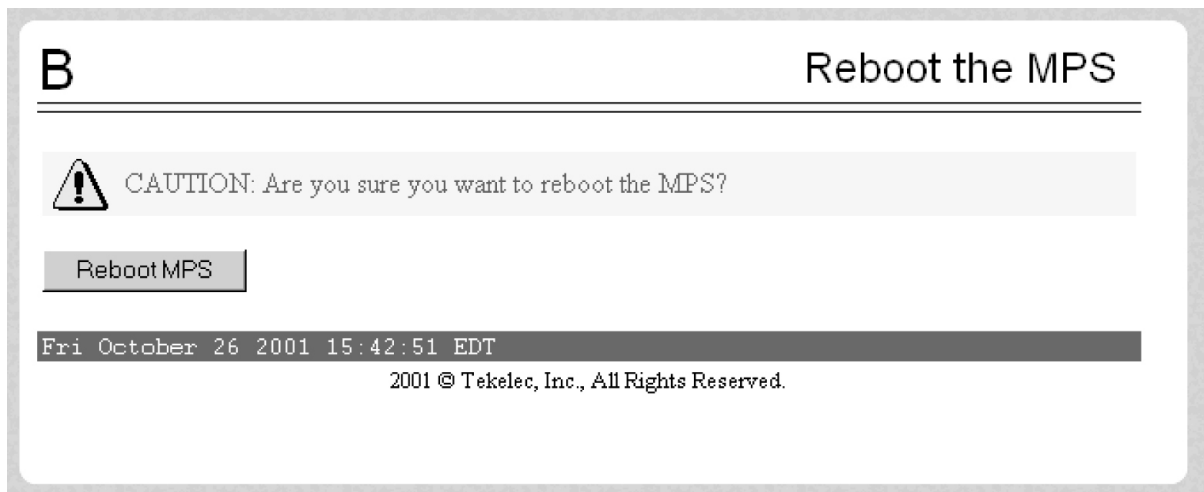 B
Reboot the MPS
CAUTION: Are you sure you want to reboot the MPS?
Reboot MPS
Fri October 26 2001 15:42:51 EDT
2001 © Tekelec, Inc., All Rights Reserved.